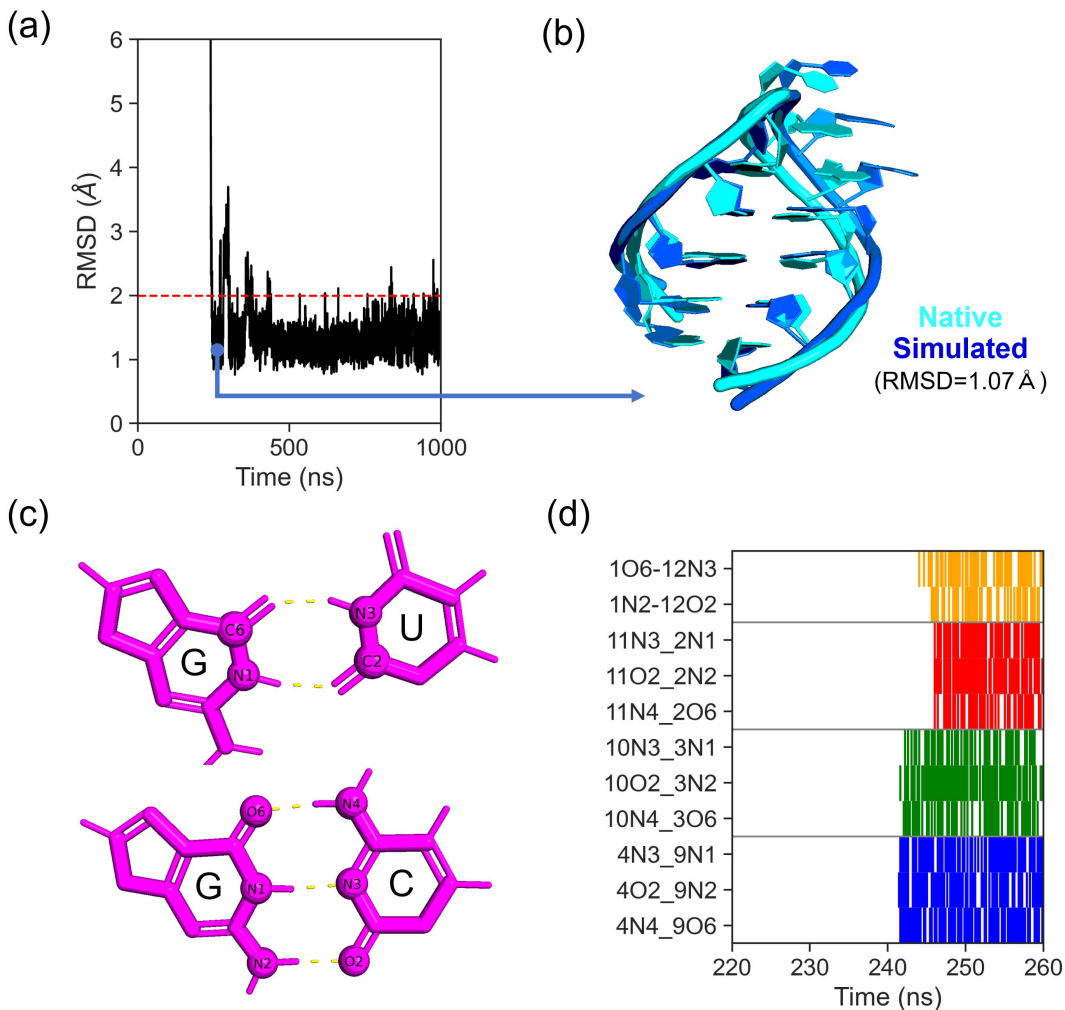 (a)
6
5
4
3
2
1
0
RMSD (Å)
0
500
1000
Time (ns)
(b)
Native
Simulated
(RMSD=1.07 Å)
(c)
C6
N1
G
N3
C2
U
O6
N1
N2
G
N4
N3
O2
C
(d)
1O6-12N3
1N2-12O2
11N3_2N1
11O2_2N2
11N4_2O6
10N3_3N1
10O2_3N2
10N4_3O6
4N3_9N1
4O2_9N2
4N4_9O6
220
230
240
250
260
Time (ns)